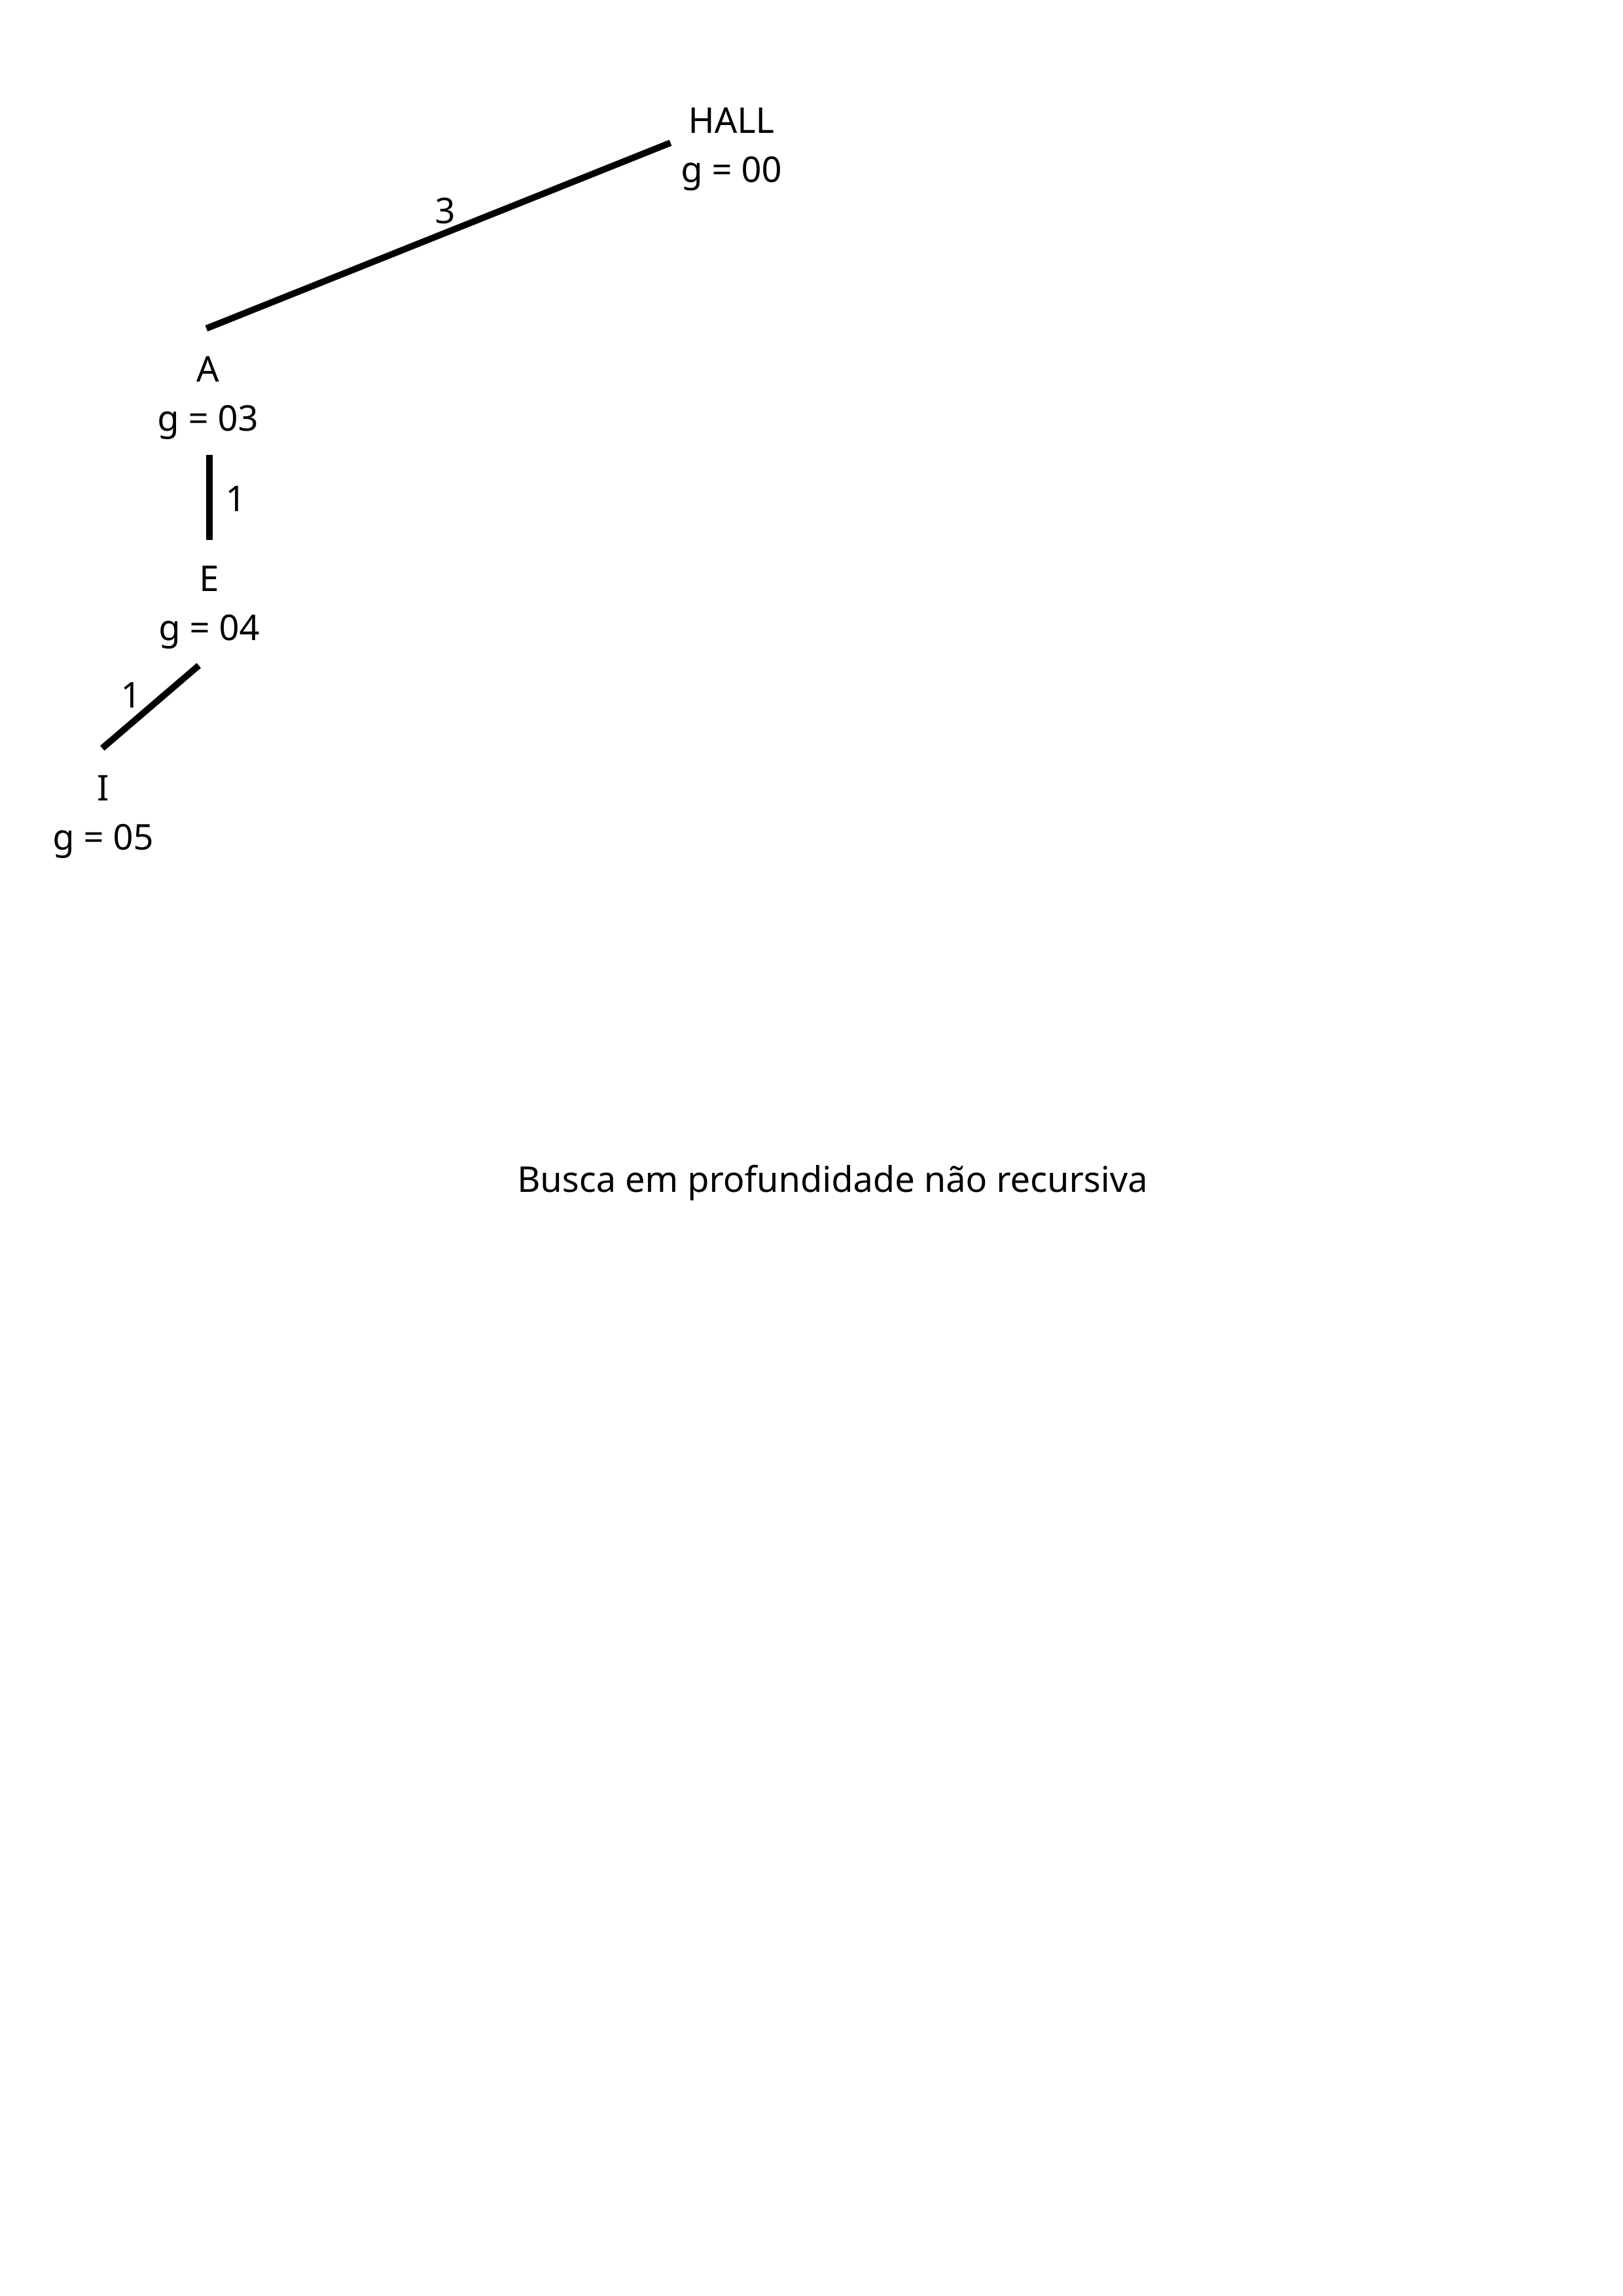 HALL
g = 00
3
A
g = 03
1
E
g = 04
1
I
g = 05
Busca em profundidade não recursiva